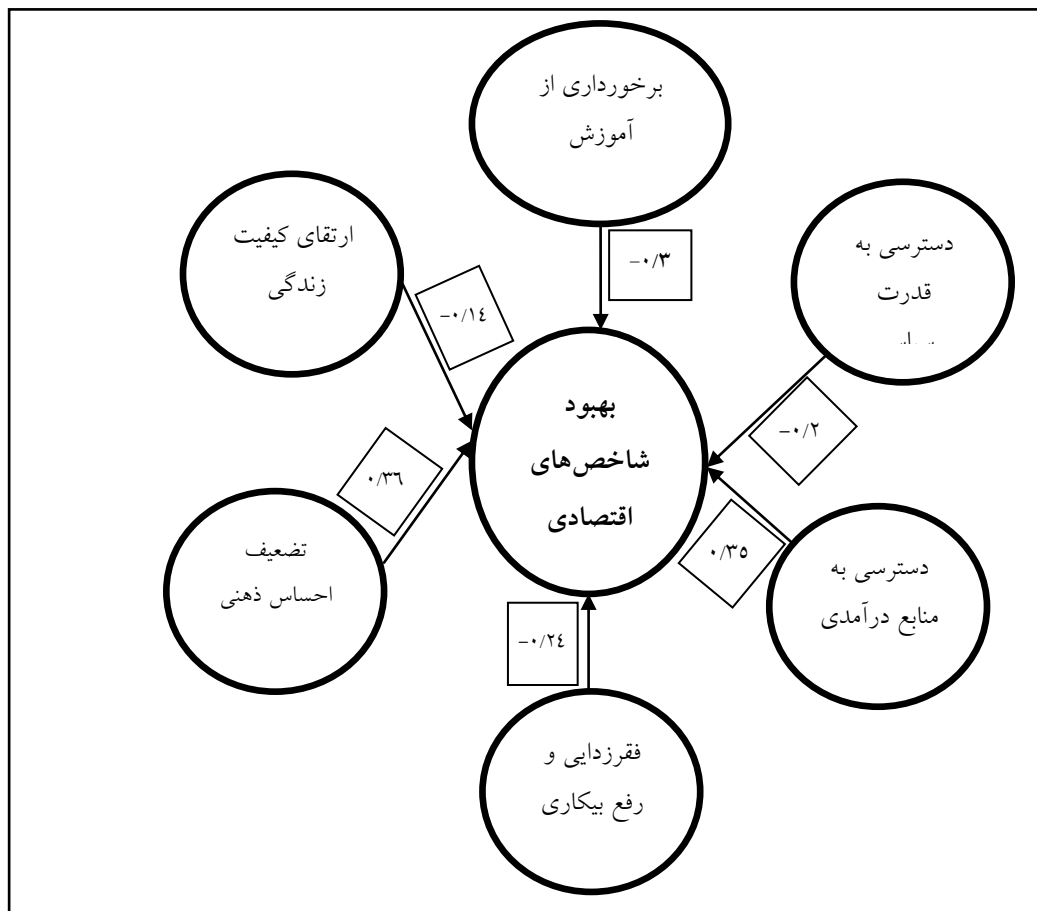 برخورداری از
آموزش
ارتقای کیفیت
زندگی
دسترسی به
قدرت
-۰/۳
-۰/۱٤
-۰/۲
بهبود
شاخص‌های
اقتصادی
۰/۳٦
۰/۳٥
تضعیف
احساس ذهنی
دسترسی به
منابع درآمدی
-۰/۲٤
فقرزدایی و
رفع بیکاری